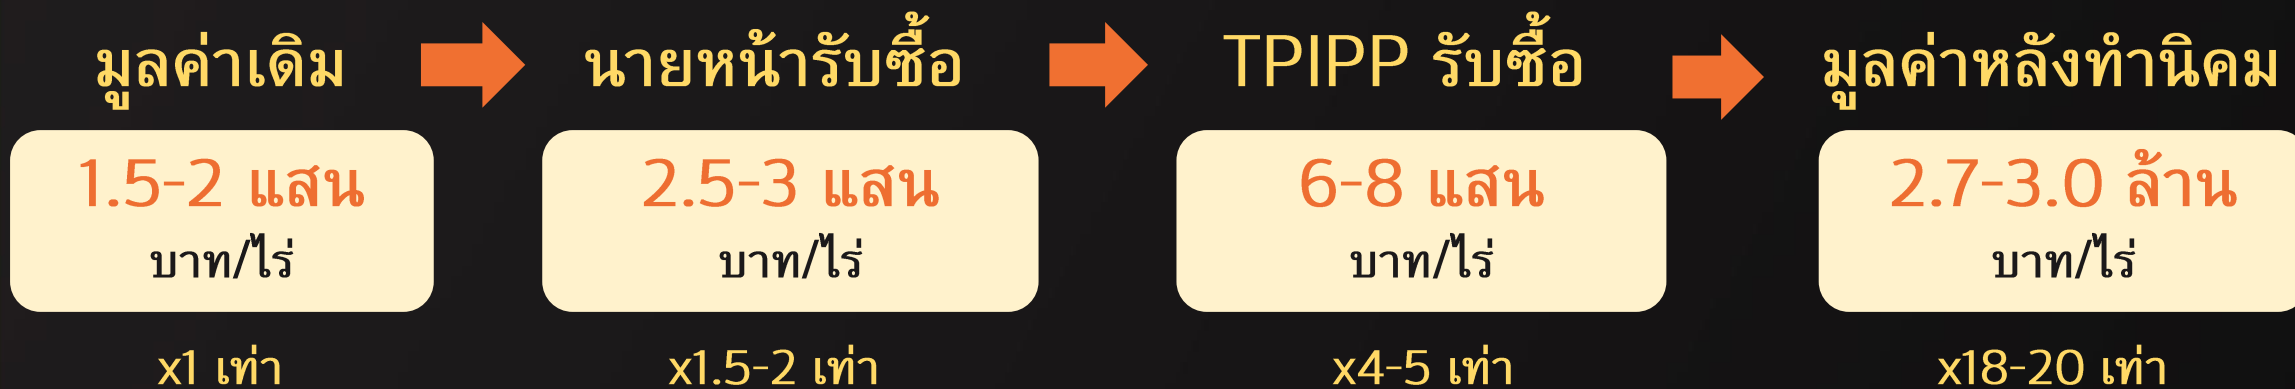 มูลค่าเดิม
นายหน้ารับซื้อ
TPIPP รับซื้อ
มูลค่าหลังทำนิคม
1.5-2 แสน
บาท/ไร่
2.5-3 แสน
บาท/ไร่
6-8 แสน
บาท/ไร่
2.7-3.0 ล้าน
บาท/ไร่
x1 เท่า
x1.5-2 เท่า
x4-5 เท่า
x18-20 เท่า